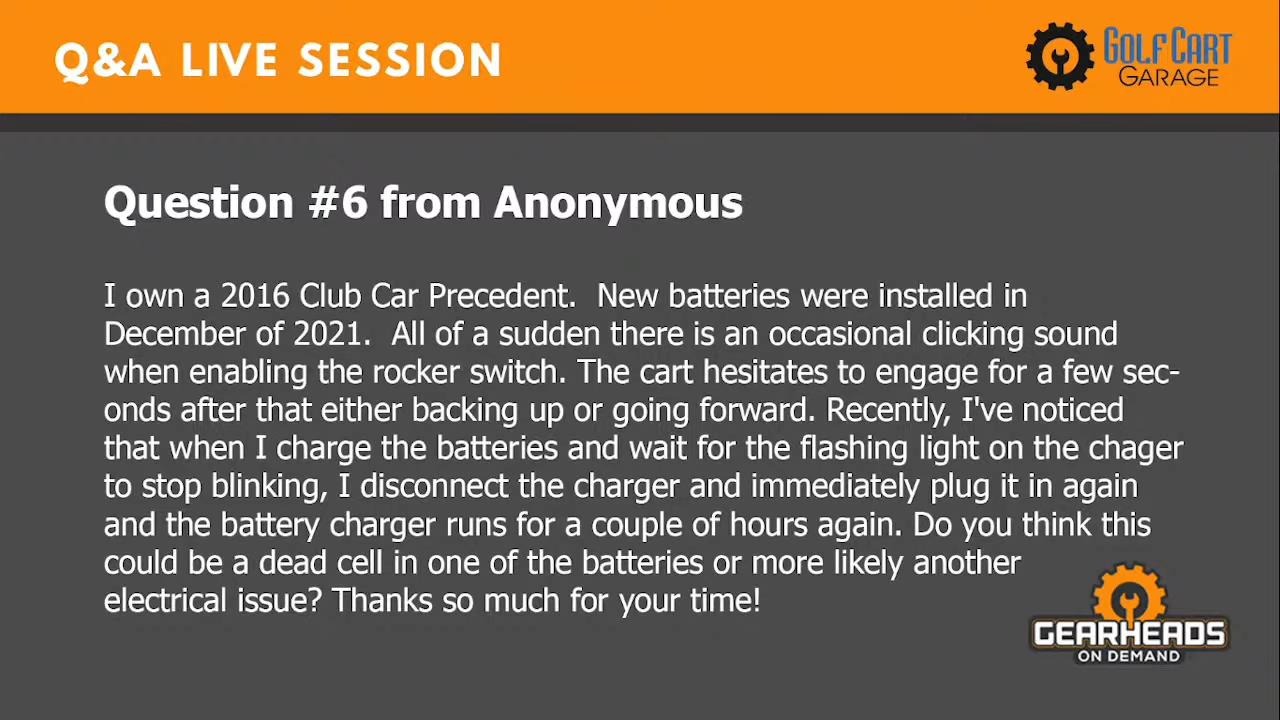 Q&A LIVE SESSION
GOLF CART
GARAGE
Question #6 from Anonymous
I own a 2016 Club Car Precedent.  New batteries were installed in
December of 2021.  All of a sudden there is an occasional clicking sound
when enabling the rocker switch. The cart hesitates to engage for a few sec-
onds after that either backing up or going forward. Recently, I've noticed
that when I charge the batteries and wait for the flashing light on the chager
to stop blinking, I disconnect the charger and immediately plug it in again
and the battery charger runs for a couple of hours again. Do you think this
could be a dead cell in one of the batteries or more likely another
electrical issue? Thanks so much for your time!
GEARHEADS
ON DEMAND